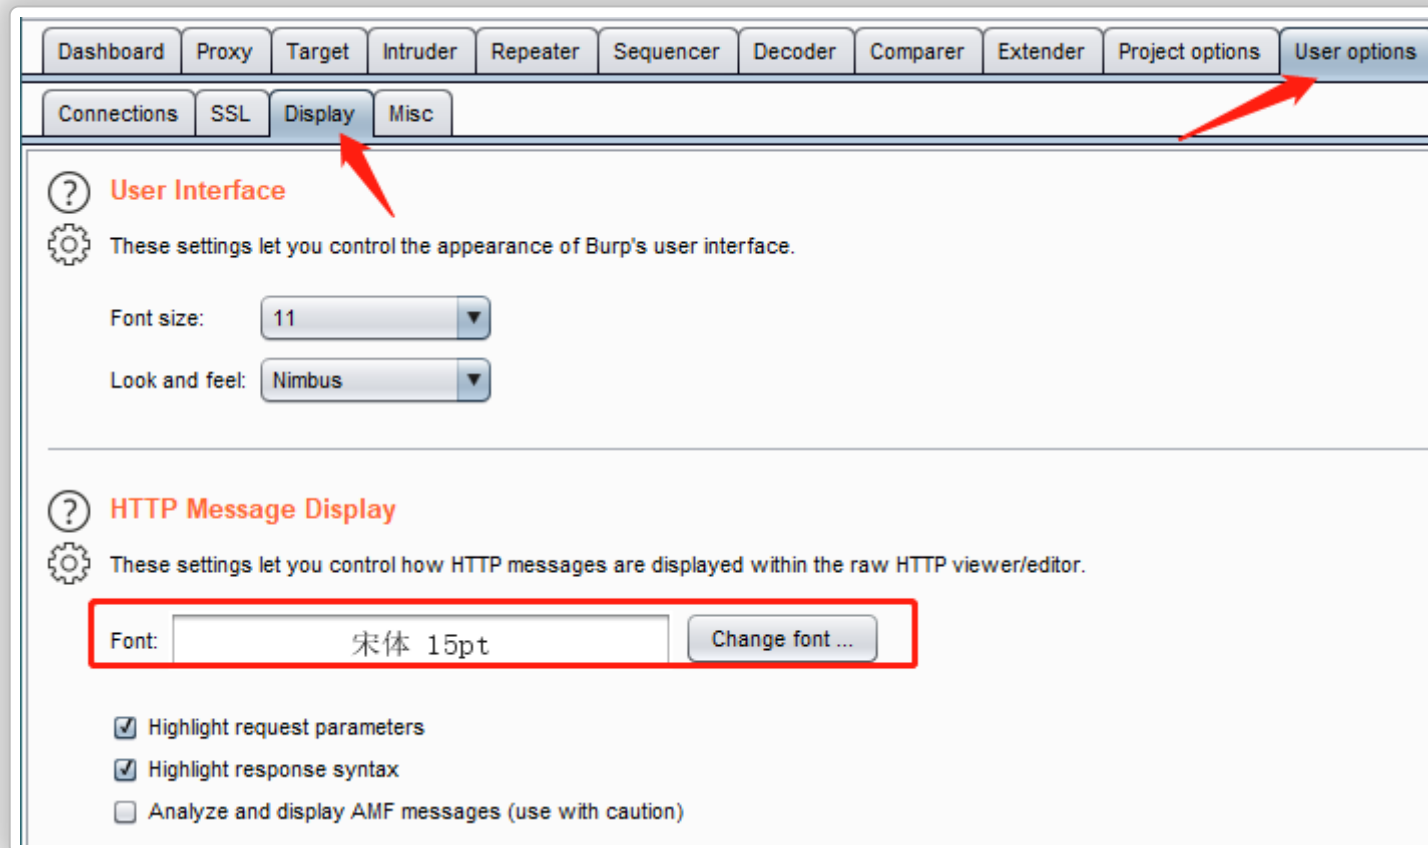 Dashboard Proxy Target Intruder Repeater Sequencer Decoder Comparer Extender Project options User options
Connections SSL Display Misc
User Interface
These settings let you control the appearance of Burp's user interface.
Font size: 11
Look and feel: Nimbus
HTTP Message Display
These settings let you control how HTTP messages are displayed within the raw HTTP viewer/editor.
Font: 宋体 15pt Change font ...
Highlight request parameters
Highlight response syntax
Analyze and display AMF messages (use with caution)